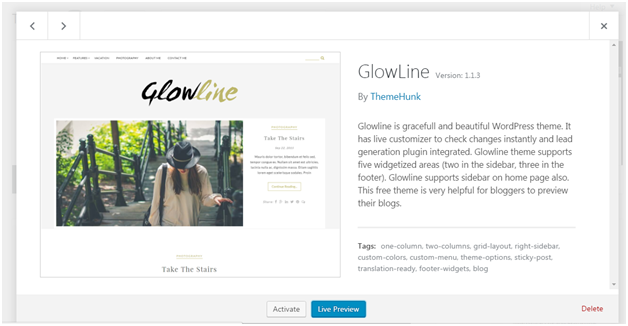 HOME FEATURES VACATION PHOTOGRAPHY ABOUT US CONTACT US
Glowline
Take The Stairs
Continue Reading
Take The Stairs
GlowLine Version: 1.1.3
By ThemeHunk
Glowline is gracefull and beautiful WordPress theme. It
has live customizer to check changes instantly and lead
generation plugin integrated. Glowline theme supports
five widgetized areas (two in the sidebar, three in the
footer). Glowline supports sidebar on home page also.
This free theme is very helpful for bloggers to preview
their blogs.
Tags: one-column, two-columns, grid-layout, right-sidebar,
custom-colors, custom-menu, theme-options, sticky-post,
translation-ready, footer-widgets, blog
Activate Live Preview Delete